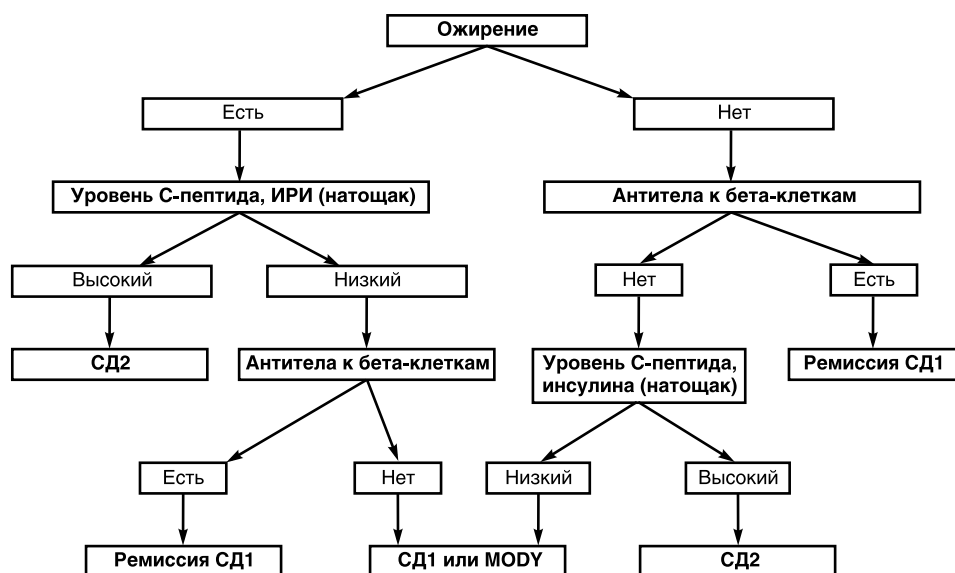 Ожирение
Есть
Нет
Уровень С-пептида, ИРИ (натощак)
Антитела к бета-клеткам
Высокий
Низкий
Нет
Есть
СД2
Антитела к бета-клеткам
Уровень С-пептида,
инсулина (натощак)
Ремиссия СД1
Есть
Нет
Низкий
Высокий
Ремиссия СД1
СД1 или MODY
СД2